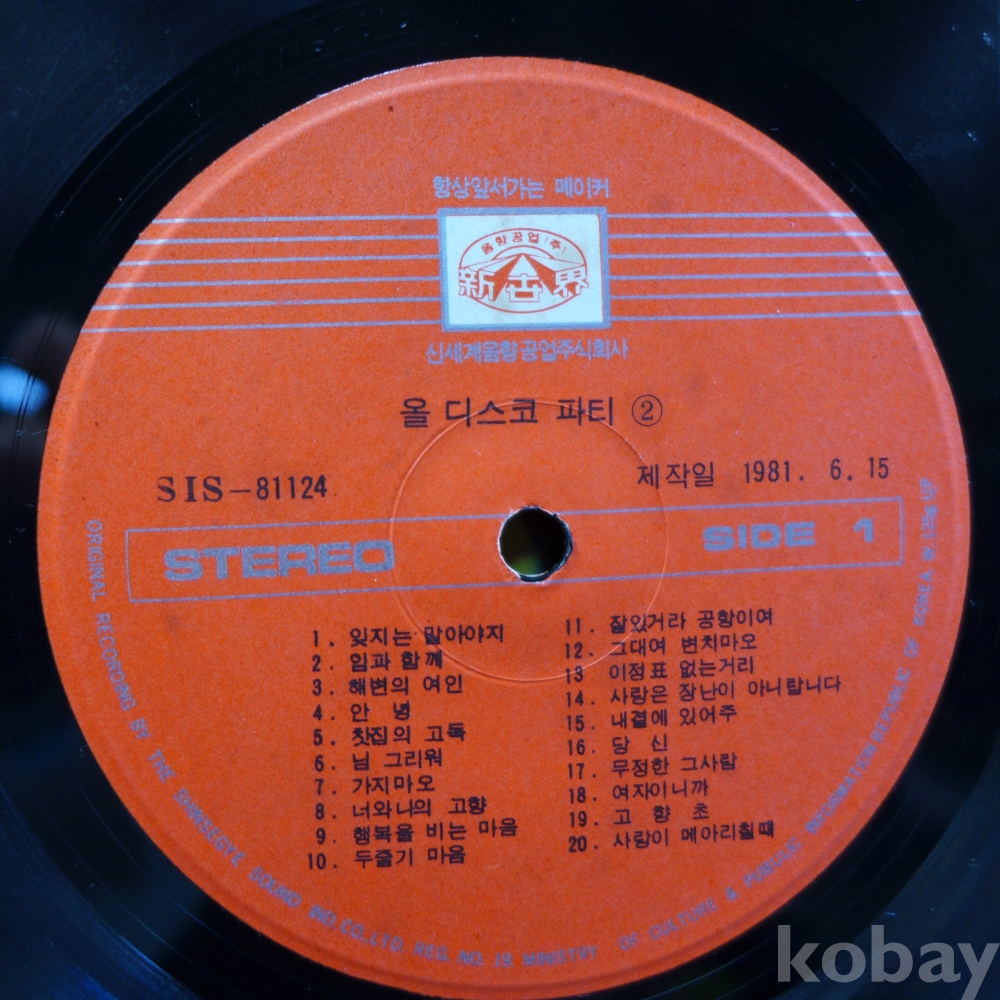 항상앞서가는 메이커
음향공업(주)
新世界
신세계음향공업주식회사
올 디스코 파티 ②
SIS-81124
제작일 1981. 6. 15
STEREO
SIDE 1
1. 잊지는 말아야지
2. 임과 함께
3. 해변의 여인
4. 안 녕
5. 찻집의 고독
6. 님 그리워
7. 가지마오
8. 너와나의 고향
9. 행복을 비는 마음
10. 두줄기 마음
11. 잘있거라 공항이여
12. 그대여 변치마오
13. 이정표 없는거리
14. 사랑은 장난이 아니랍니다
15. 내곁에 있어주
16. 당 신
17. 무정한 그사람
18. 여자이니까
19. 고 향 초
20. 사랑이 메아리칠때
ORIGINAL RECORDING BY THE SHINSEGYE SOUND IND.CO.,LTD REG. NO. 18 MINISTRY OF CULTURE & PUBLIC INFORMATION REPUBLIC OF KOREA
kobay